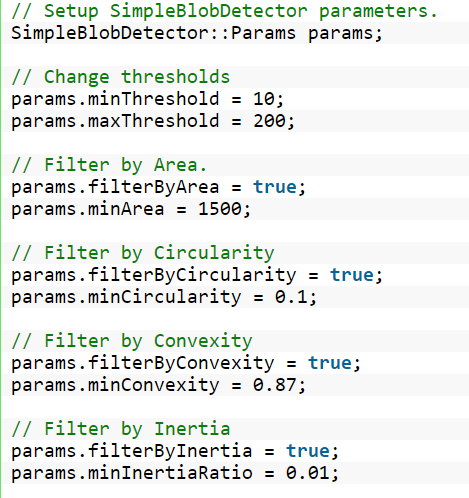 // Setup SimpleBlobDetector parameters.
SimpleBlobDetector::Params params;
// Change thresholds
params.minThreshold = 10;
params.maxThreshold = 200;
// Filter by Area.
params.filterByArea = true;
params.minArea = 1500;
// Filter by Circularity
params.filterByCircularity = true;
params.minCircularity = 0.1;
// Filter by Convexity
params.filterByConvexity = true;
params.minConvexity = 0.87;
// Filter by Inertia
params.filterByInertia = true;
params.minInertiaRatio = 0.01;